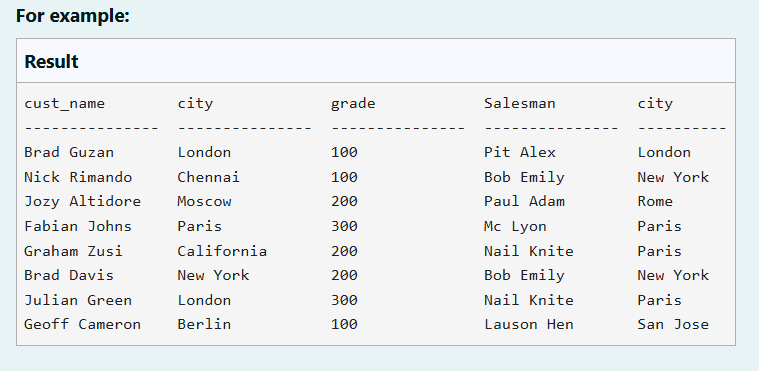 For example:
Result
cust_name city grade Salesman city
--------------- --------------- --------------- --------------- ----------
Brad Guzan London 100 Pit Alex London
Nick Rimando Chennai 100 Bob Emily New York
Jozy Altidore Moscow 200 Paul Adam Rome
Fabian Johns Paris 300 Mc Lyon Paris
Graham Zusi California 200 Nail Knite Paris
Brad Davis New York 200 Bob Emily New York
Julian Green London 300 Nail Knite Paris
Geoff Cameron Berlin 100 Lauson Hen San Jose